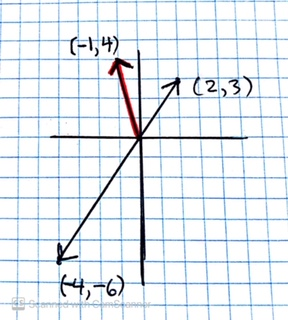 (-1,4)
(2,3)
(-4,-6)
Scanned with CamScanner